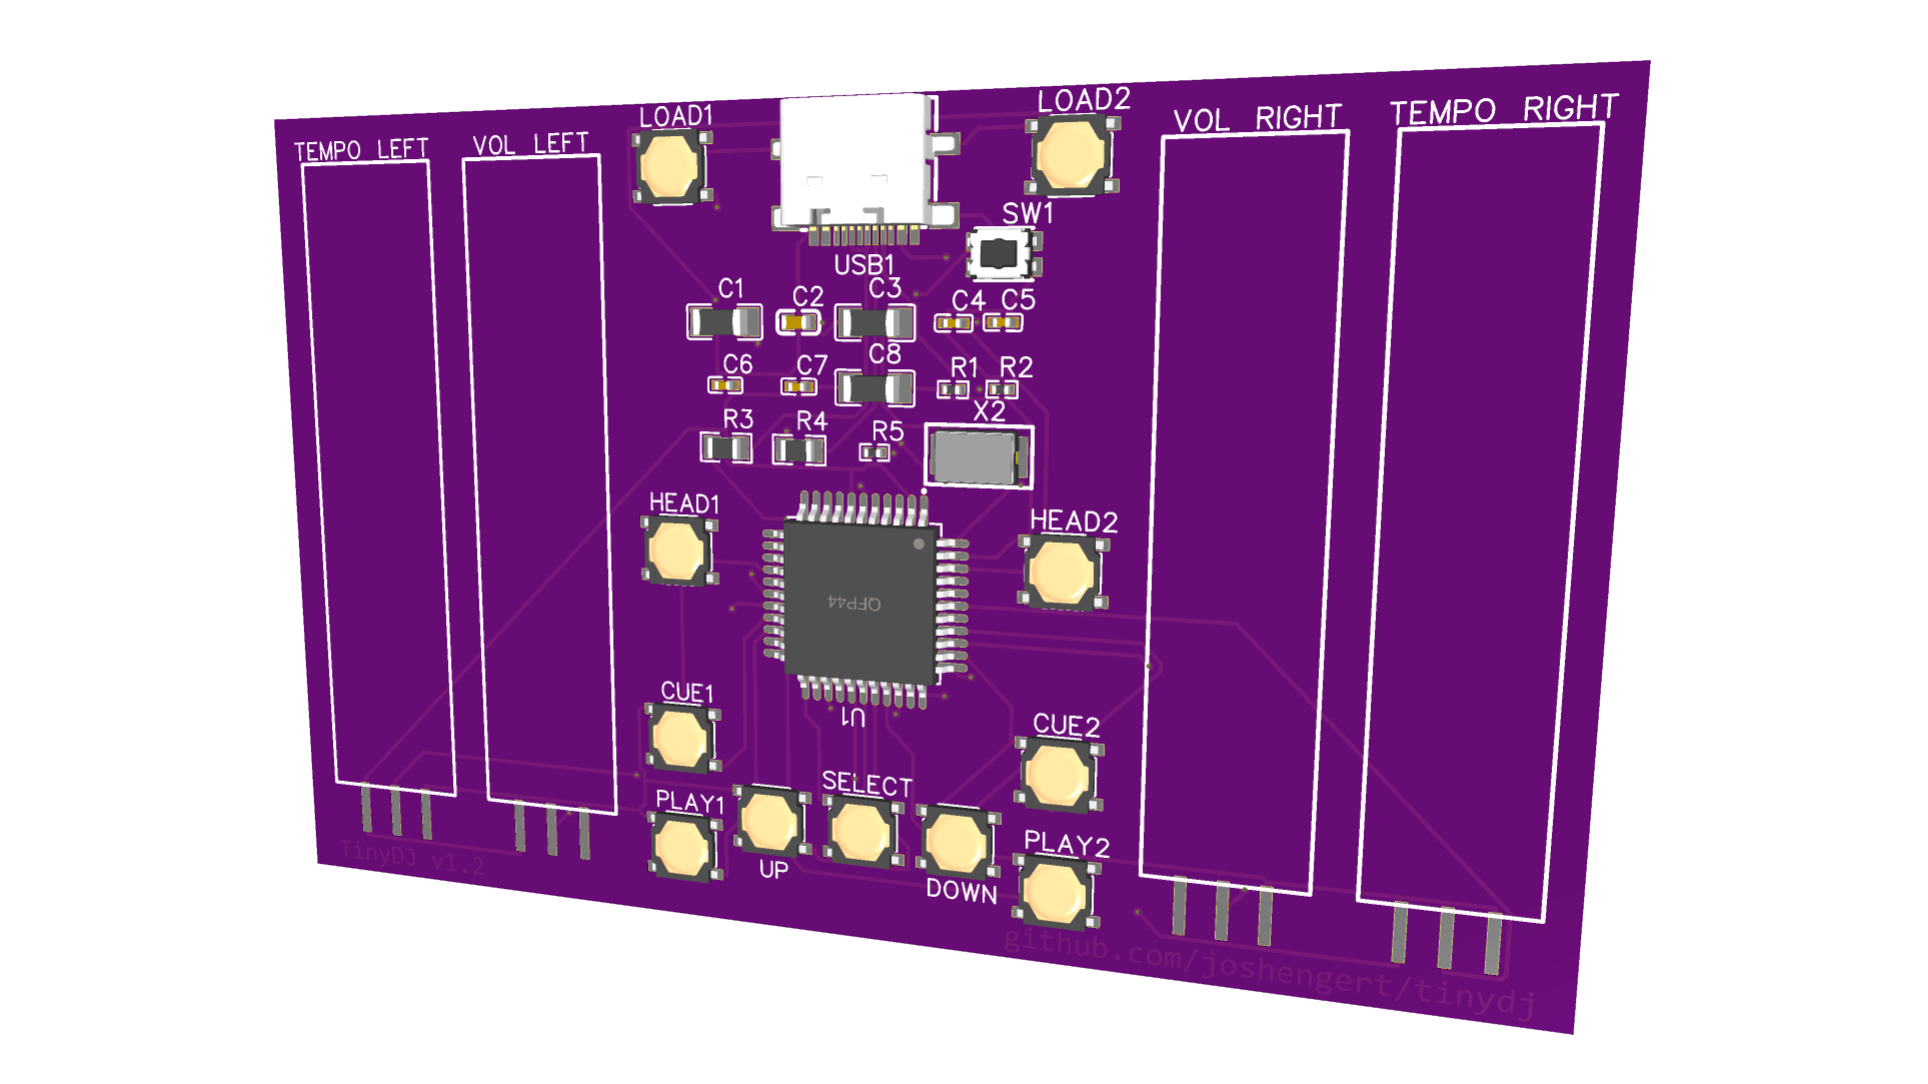 TEMPO LEFT
VOL LEFT
LOAD1
LOAD2
VOL RIGHT
TEMPO RIGHT
SW1
USB1
C1
C2
C3
C4
C5
C6
C7
C8
R1
R2
X2
R3
R4
R5
HEAD1
HEAD2
QFP44
U1
CUE1
CUE2
SELECT
PLAY1
PLAY2
UP
DOWN
TinyDJ v1.2
github.com/joshengert/tinydj